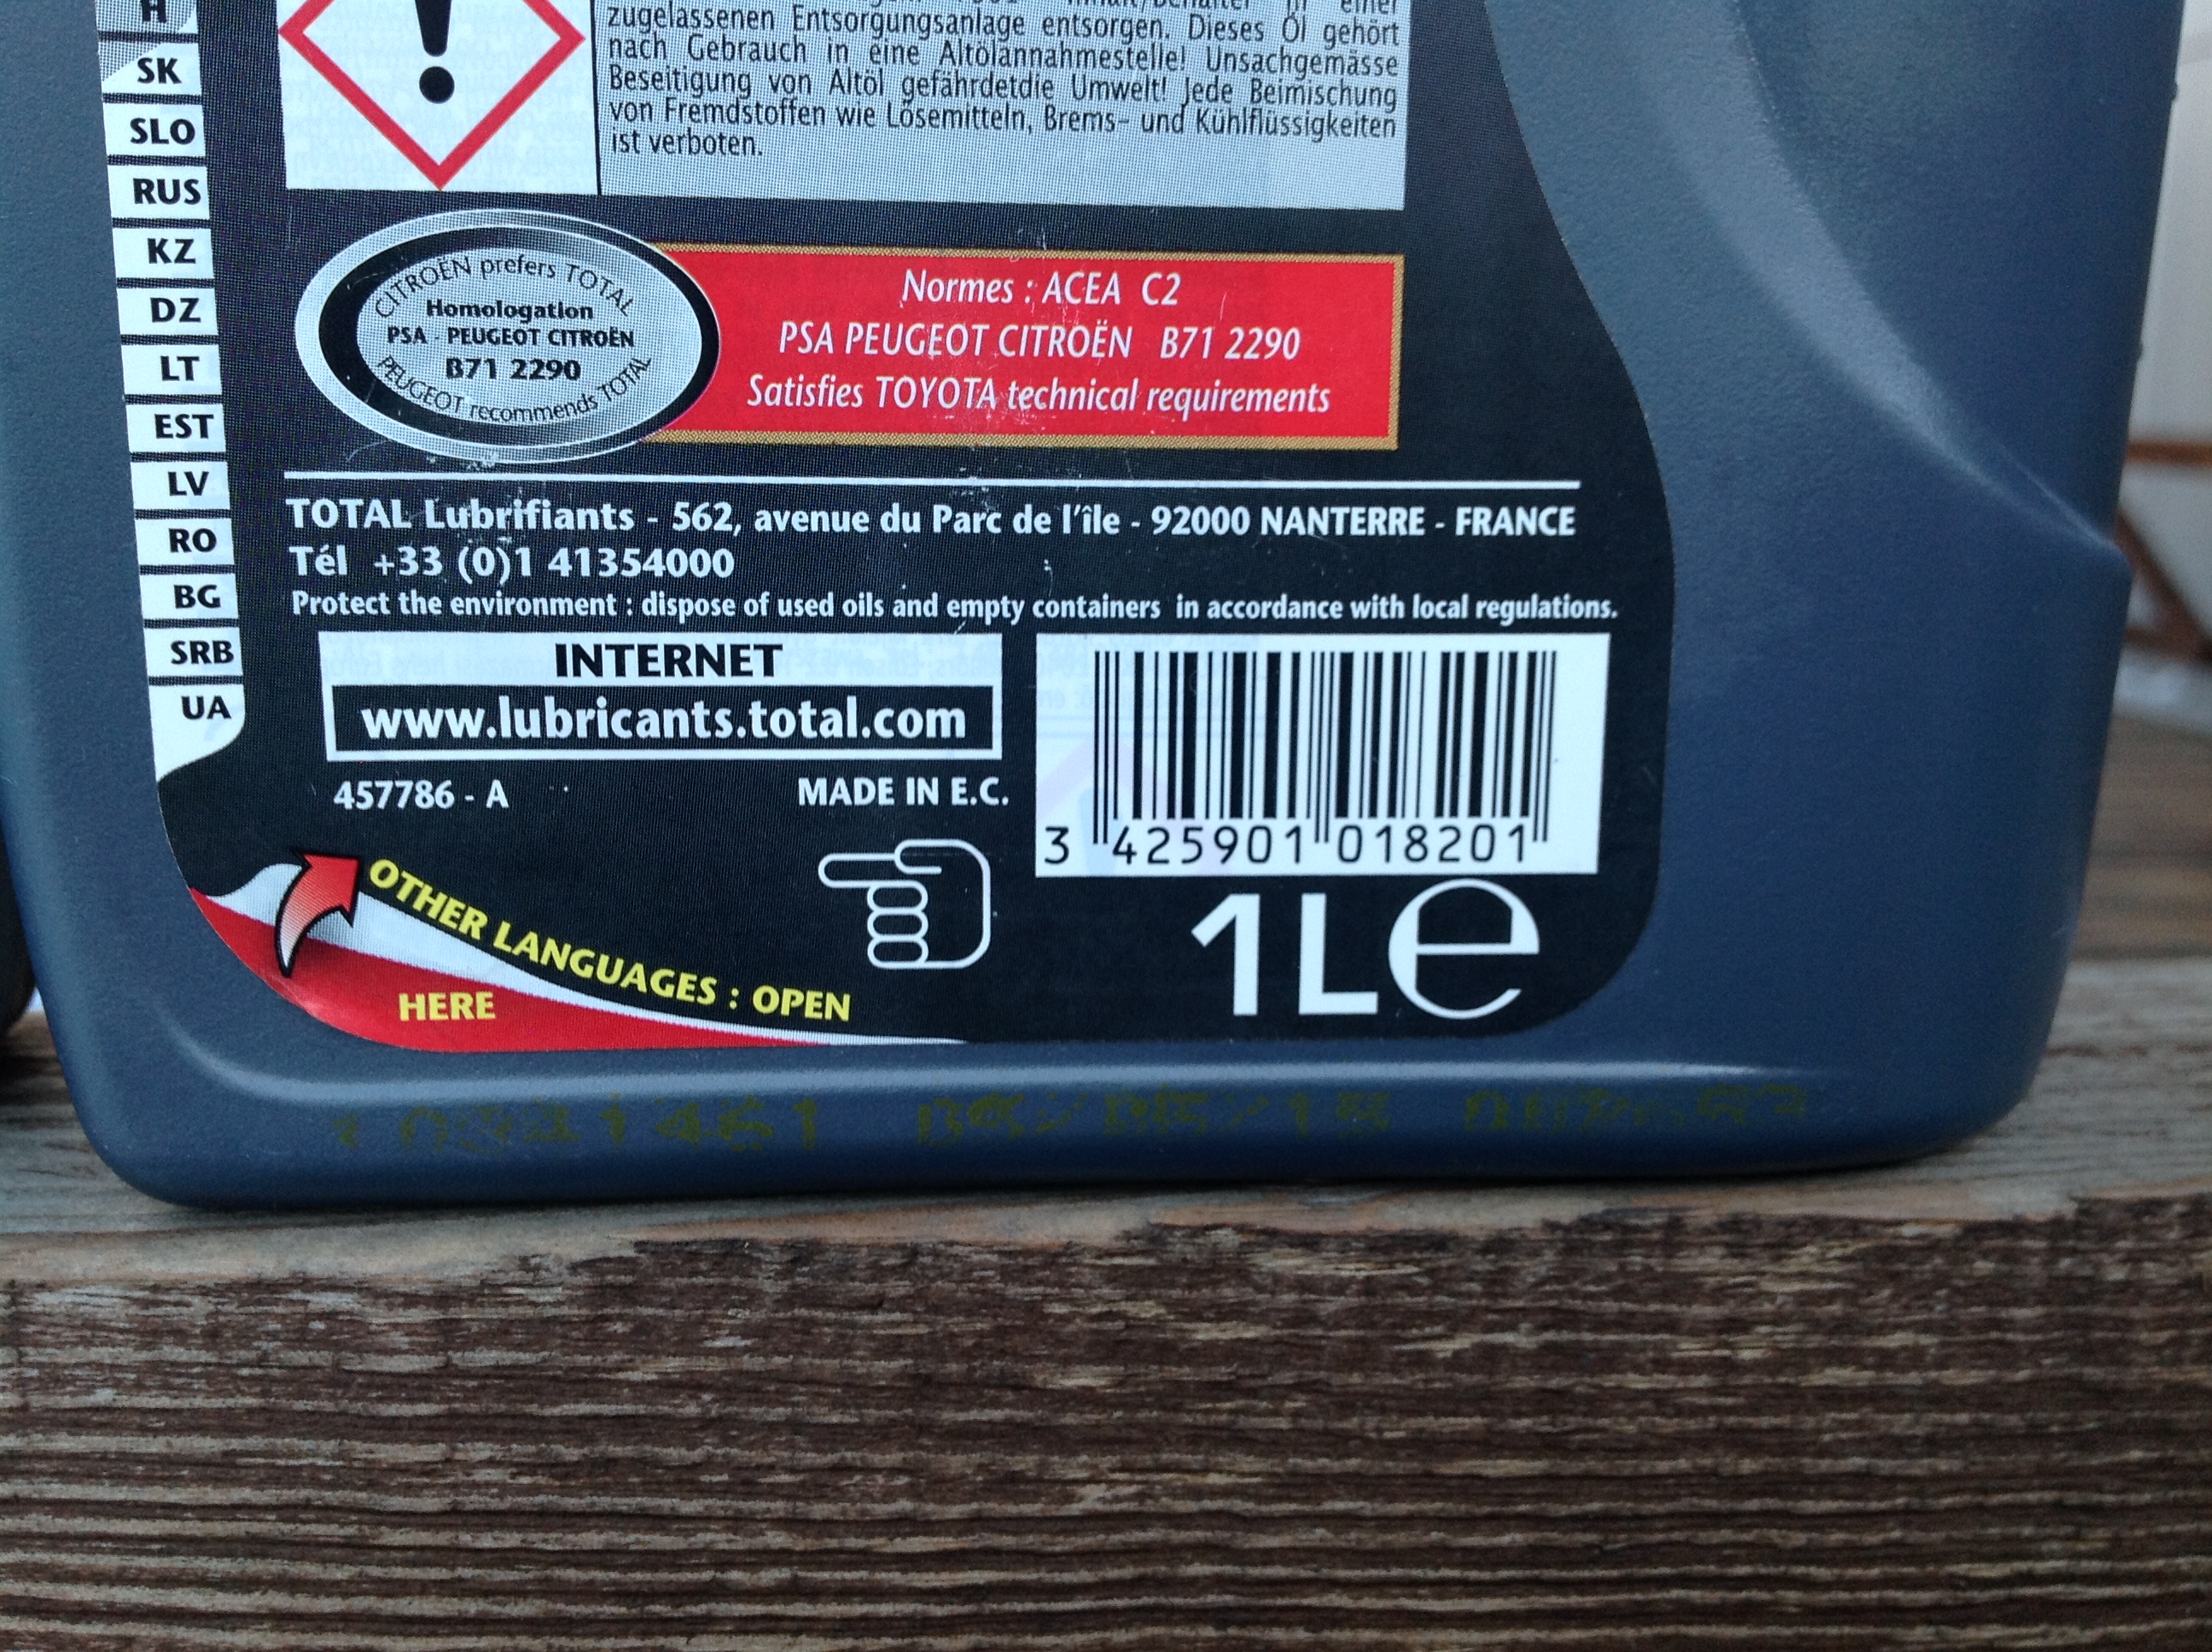 H
SK
SLO
RUS
KZ
DZ
LT
EST
LV
RO
BG
SRB
UA
zugelassenen Entsorgungsanlage entsorgen. Dieses Öl gehört
nach Gebrauch in eine Altölannahmestelle! Unsachgemässe
Beseitigung von Altöl gefährdetdie Umwelt! Jede Beimischung
von Fremdstoffen wie Lösemitteln, Brems- und Kühlflüssigkeiten
ist verboten.
CITROËN prefers TOTAL
Homologation
PSA - PEUGEOT CITROËN
B71 2290
PEUGEOT recommends TOTAL
Normes : ACEA C2
PSA PEUGEOT CITROËN B71 2290
Satisfies TOYOTA technical requirements
TOTAL Lubrifiants - 562, avenue du Parc de l'île - 92000 NANTERRE - FRANCE
Tél +33 (0)1 41354000
Protect the environment : dispose of used oils and empty containers in accordance with local regulations.
INTERNET
www.lubricants.total.com
457786 - A
MADE IN E.C.
3 425901 018201
OTHER LANGUAGES : OPEN
HERE
1L e